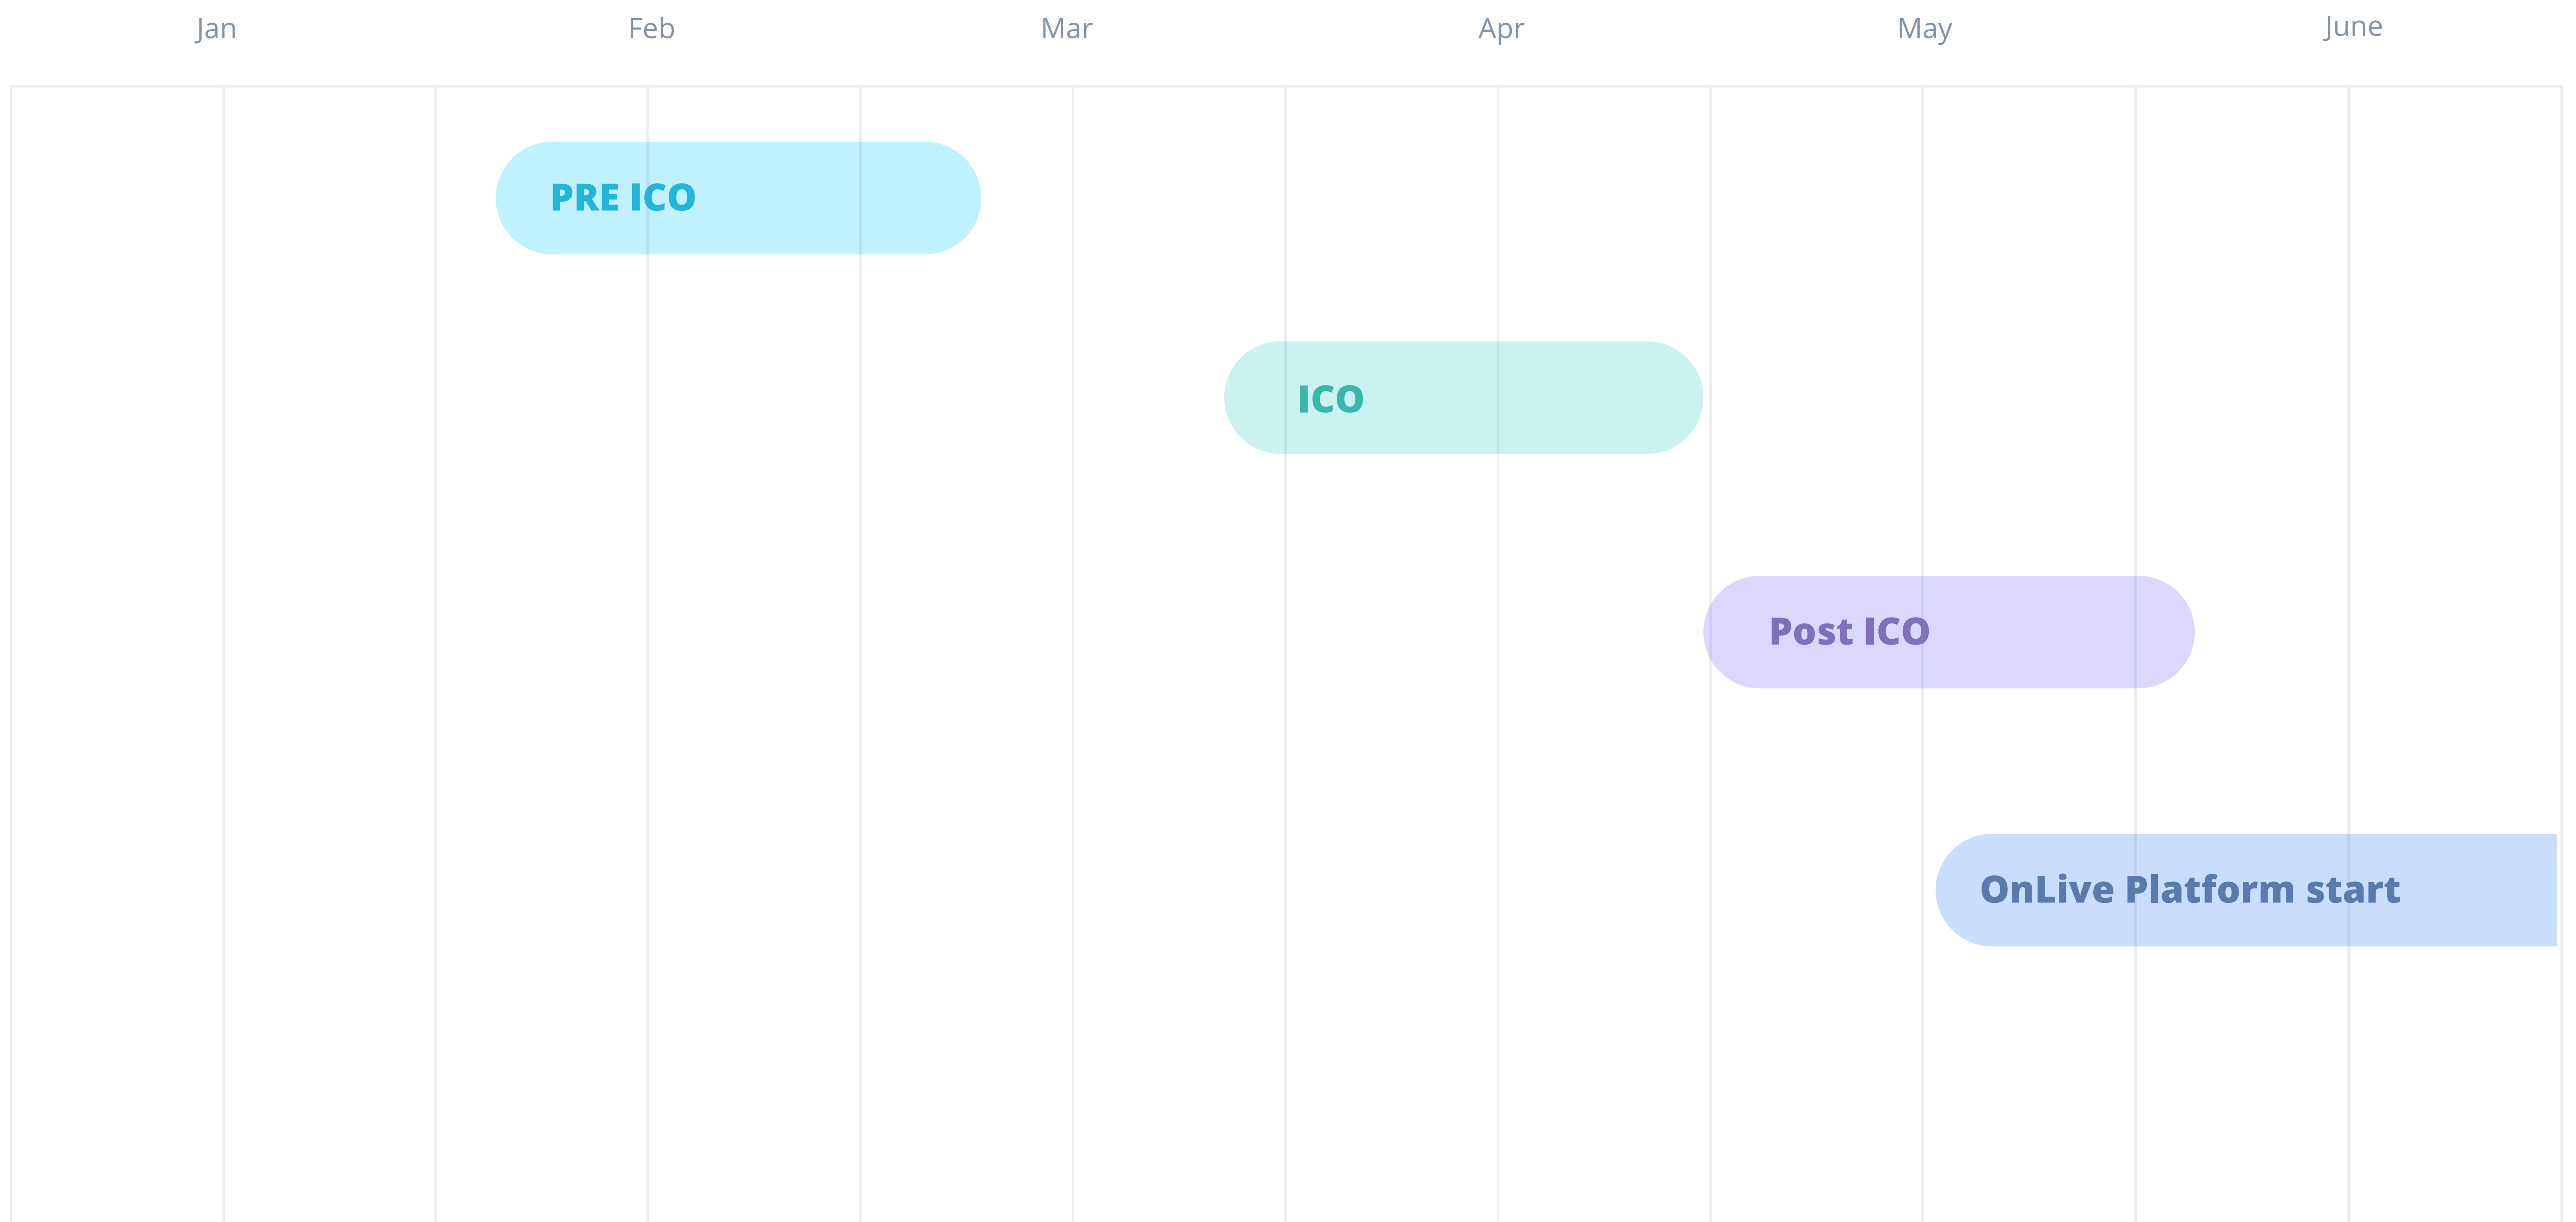 Jan Feb Mar Apr May June
PRE ICO
ICO
Post ICO
OnLive Platform start